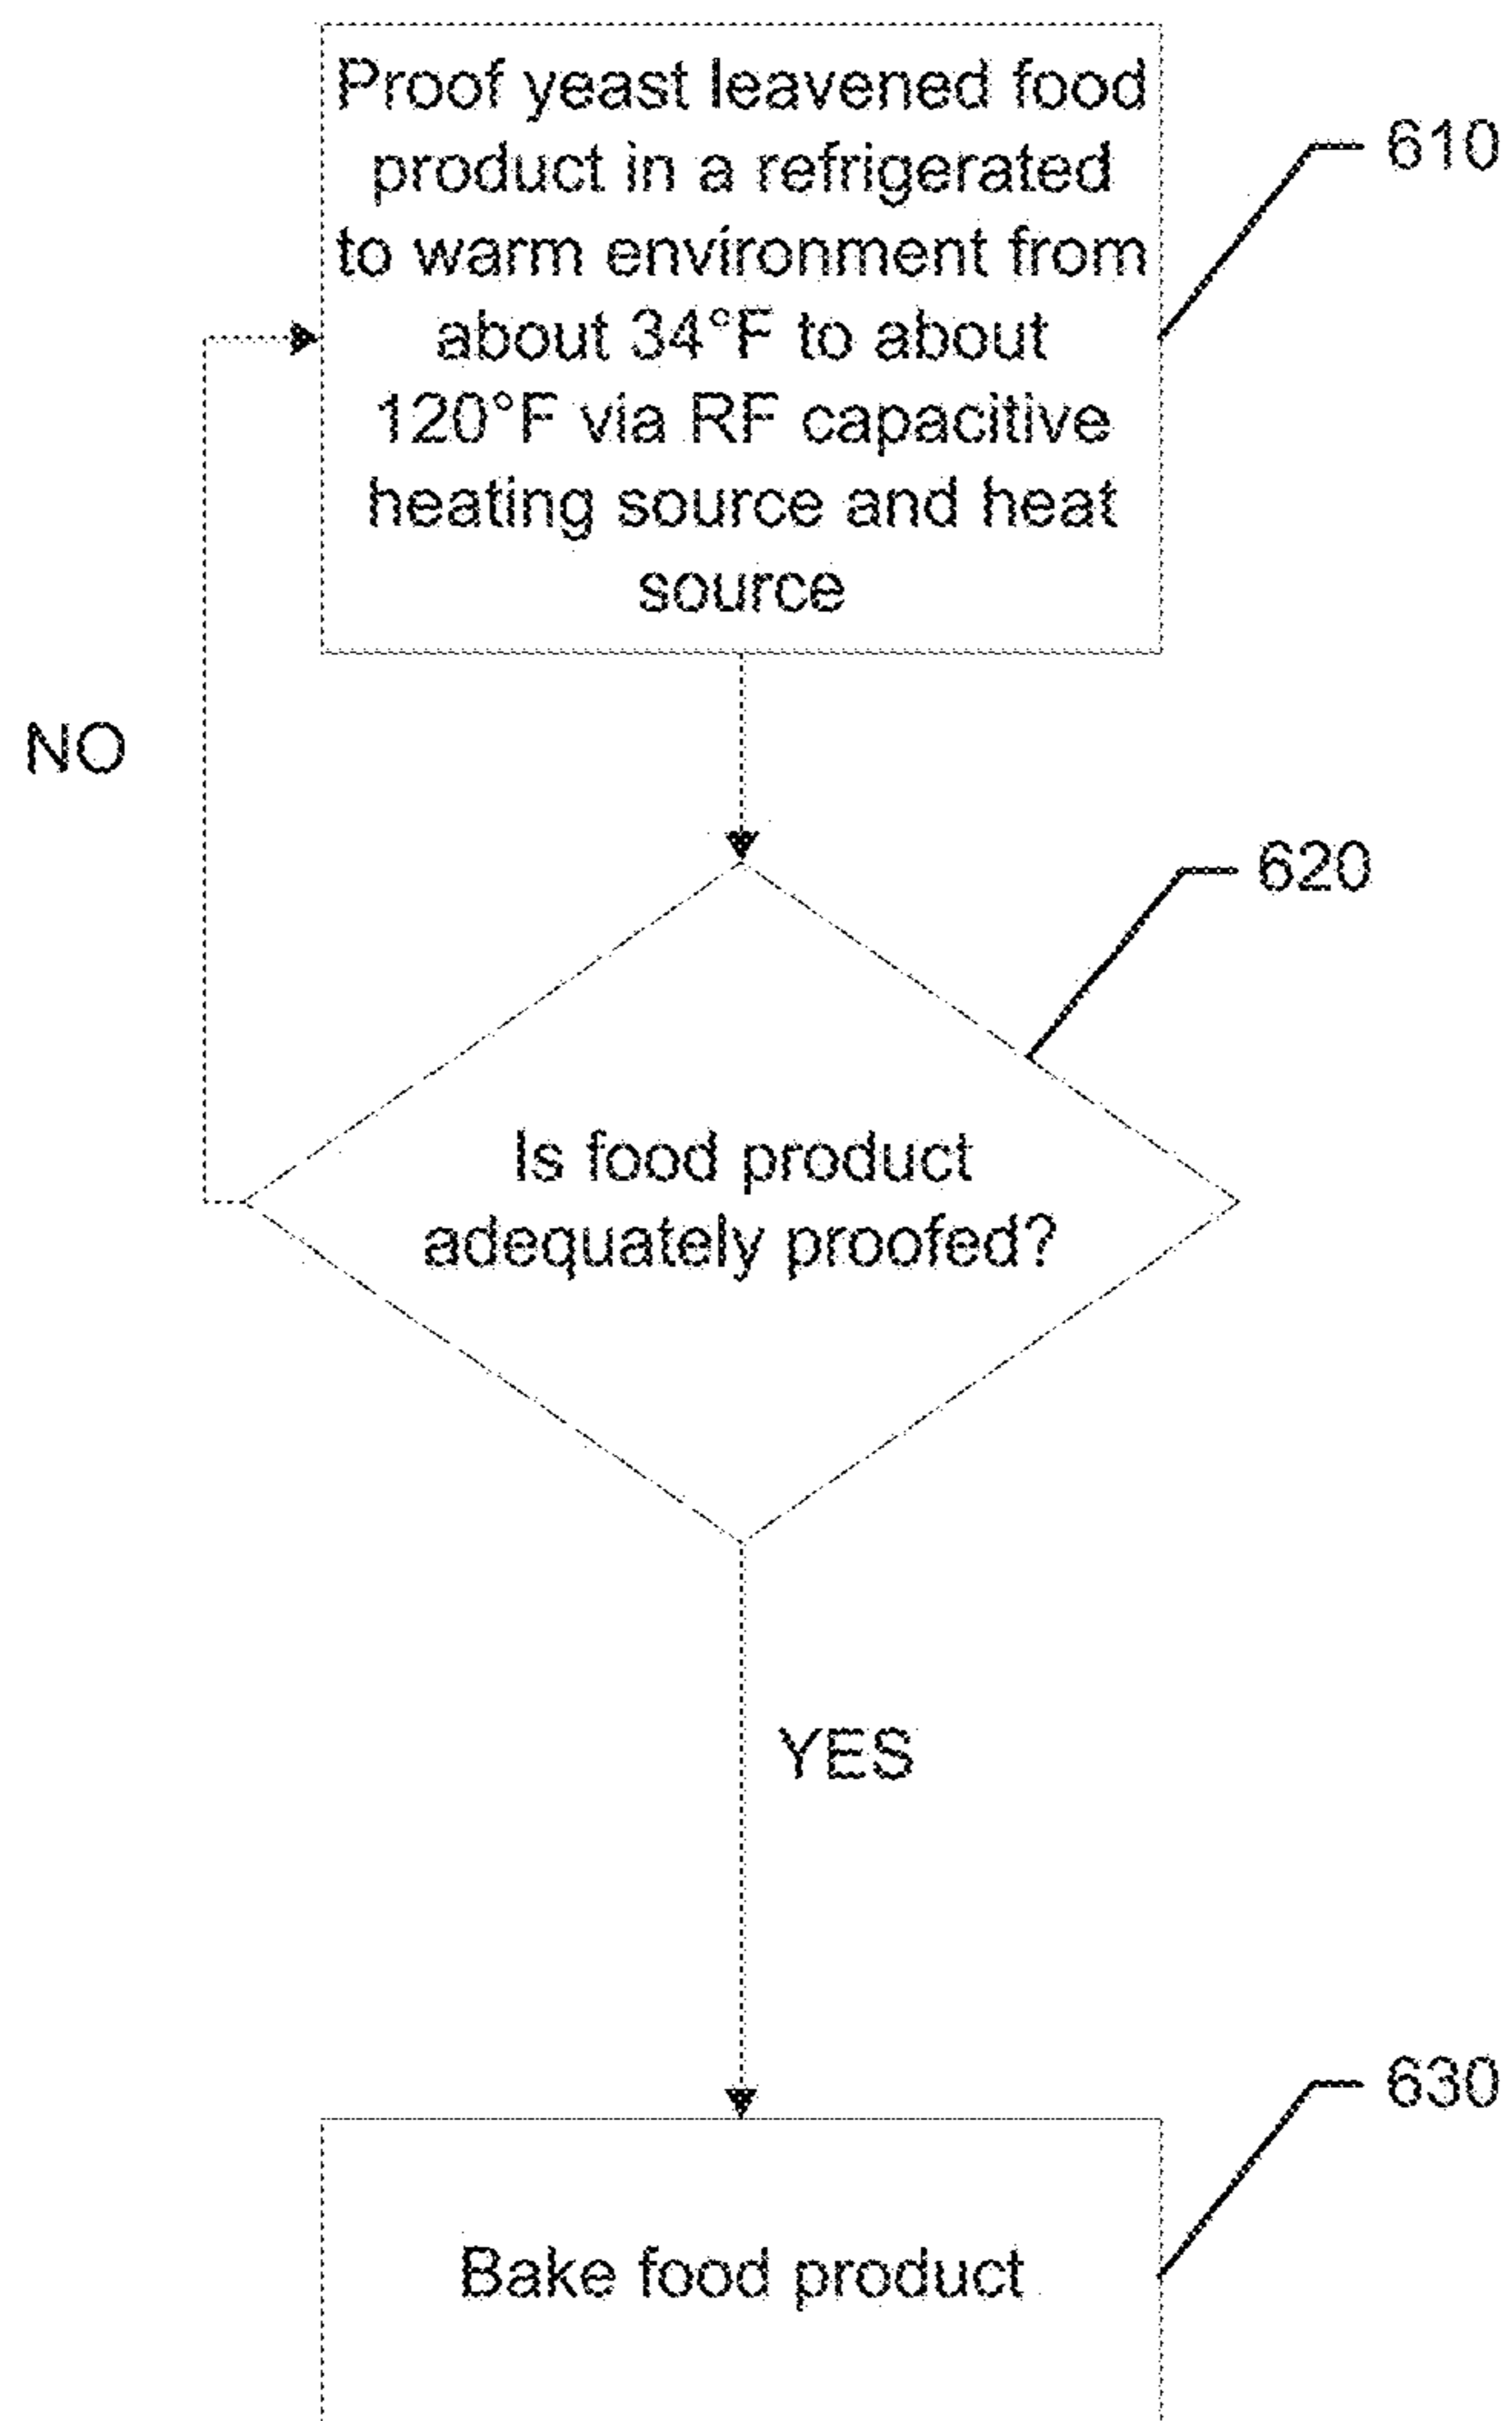 Proof yeast leavened food
product in a refrigerated
to warm environment from
about 34°F to about
120°F via RF capacitive
heating source and heat
source
610
NO
620
Is food product
adequately proofed?
YES
630
Bake food product